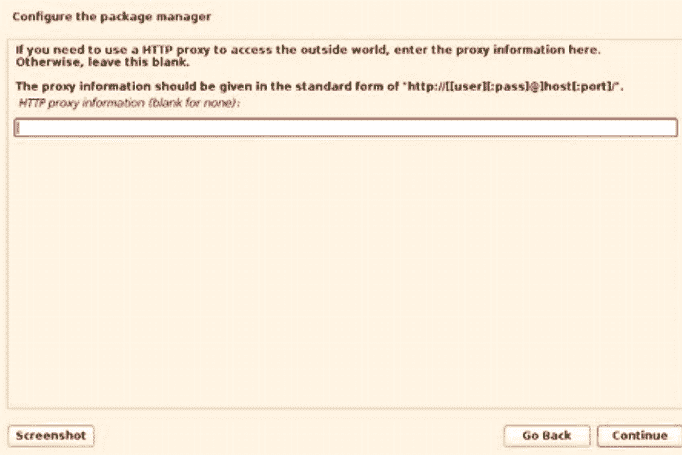 Configure the package manager
If you need to use a HTTP proxy to access the outside world, enter the proxy information here.
Otherwise, leave this blank.
The proxy information should be given in the standard form of "http://[[user][:pass]@]host[:port]/".
HTTP proxy information (blank for none):
Screenshot
Go Back
Continue